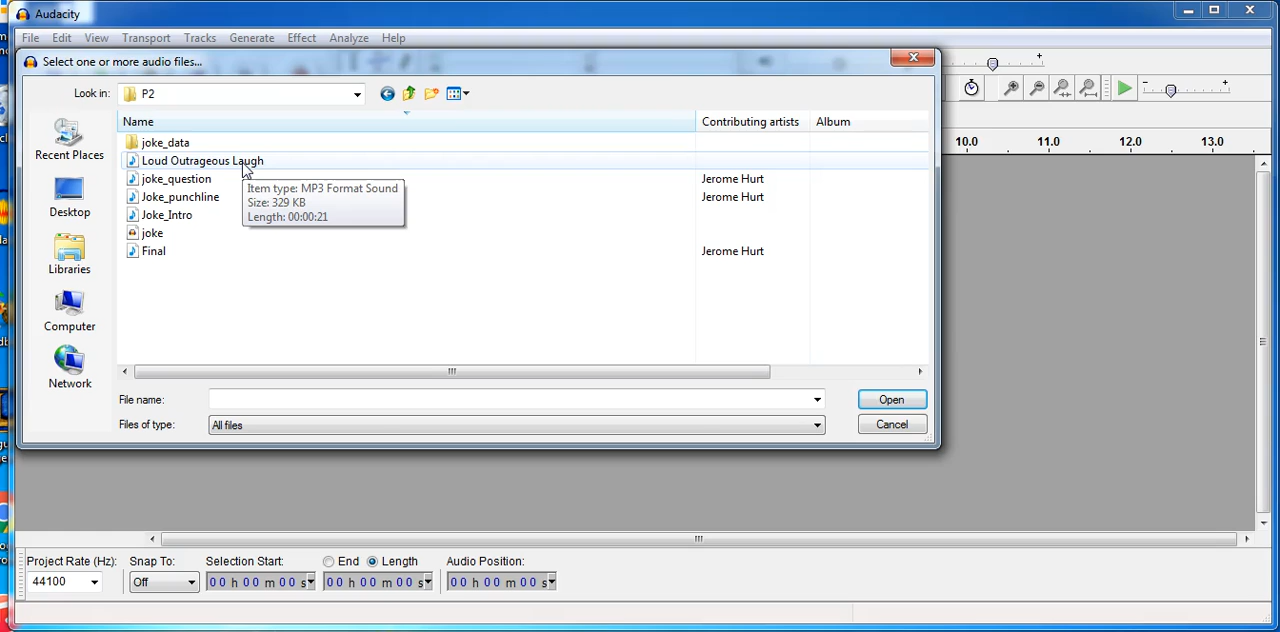 Audacity
File Edit View Transport Tracks Generate Effect Analyze Help
Select one or more audio files...
Look in: P2
Name Contributing artists Album
Recent Places
Desktop
Libraries
Computer
Network
joke_data
Loud Outrageous Laugh
joke_question Jerome Hurt
Joke_punchline Jerome Hurt
Joke_Intro
joke
Final Jerome Hurt
Item type: MP3 Format Sound
Size: 329 KB
Length: 00:00:21
File name: Open
Files of type: All files Cancel
10.0 11.0 12.0 13.0
Project Rate (Hz): Snap To: Selection Start: End Length Audio Position:
44100 Off 00 h 00 m 00 s 00 h 00 m 00 s 00 h 00 m 00 s